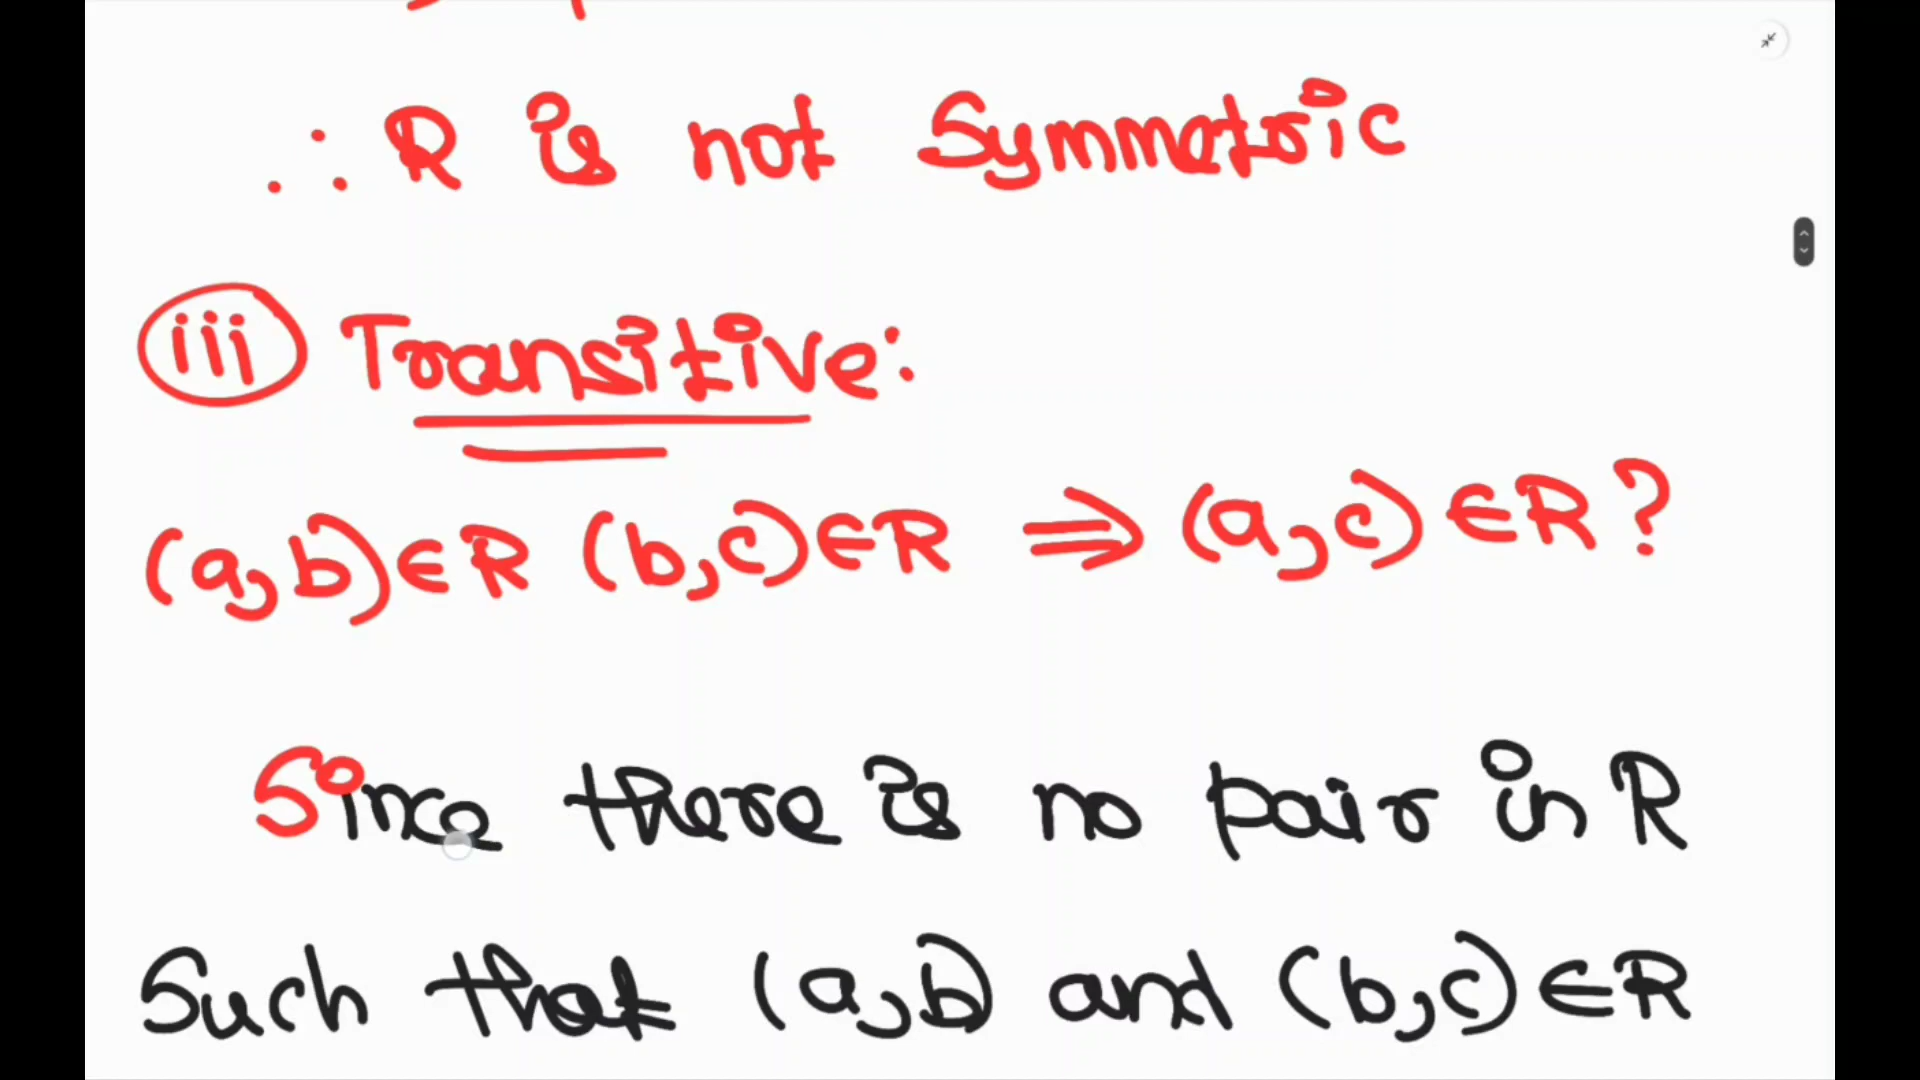 ∴ R is not Symmetric
iii Transitive:
(a,b)∈R (b,c)∈R ⇒ (a,c)∈R?
Since there is no pair in R
Such that (a,b) and (b,c)∈R